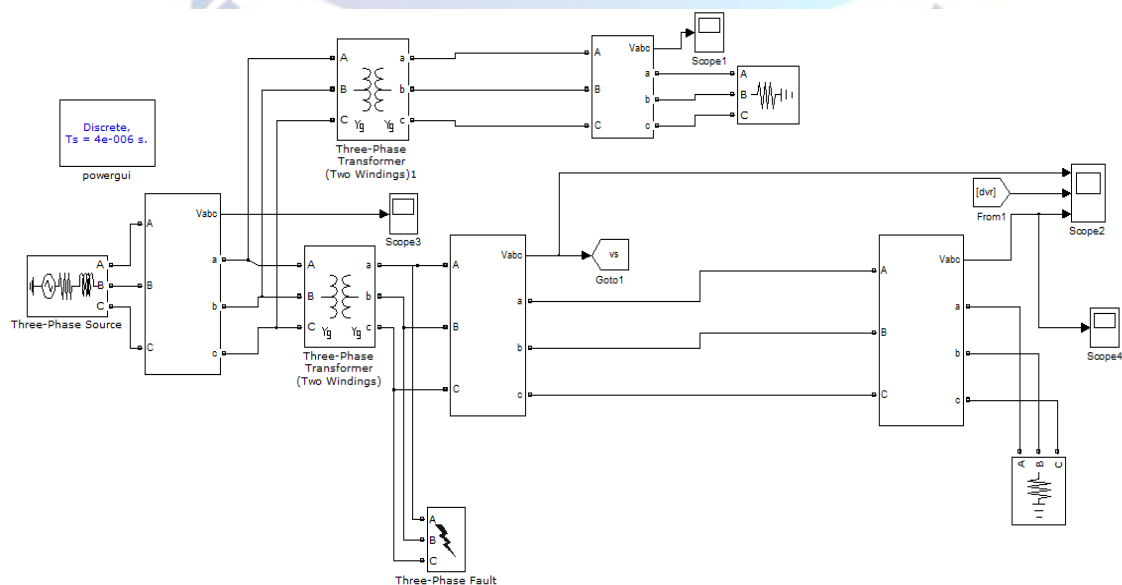 Discrete,
Ts = 4e-006 s.
powergui
A
B
C
Yg
Yg
a
b
c
Three-Phase
Transformer
(Two Windings)1
A
B
C
Vabc
a
b
c
Scope1
A
B
C
A
B
C
Three-Phase Source
A
B
C
Vabc
a
b
c
Scope3
A
B
C
Yg
Yg
a
b
c
Three-Phase
Transformer
(Two Windings)
A
B
C
Vabc
a
b
c
vs
Goto1
[dvr]
From1
Scope2
A
B
C
Vabc
a
b
c
Scope4
A
B
C
A
B
C
Three-Phase Fault